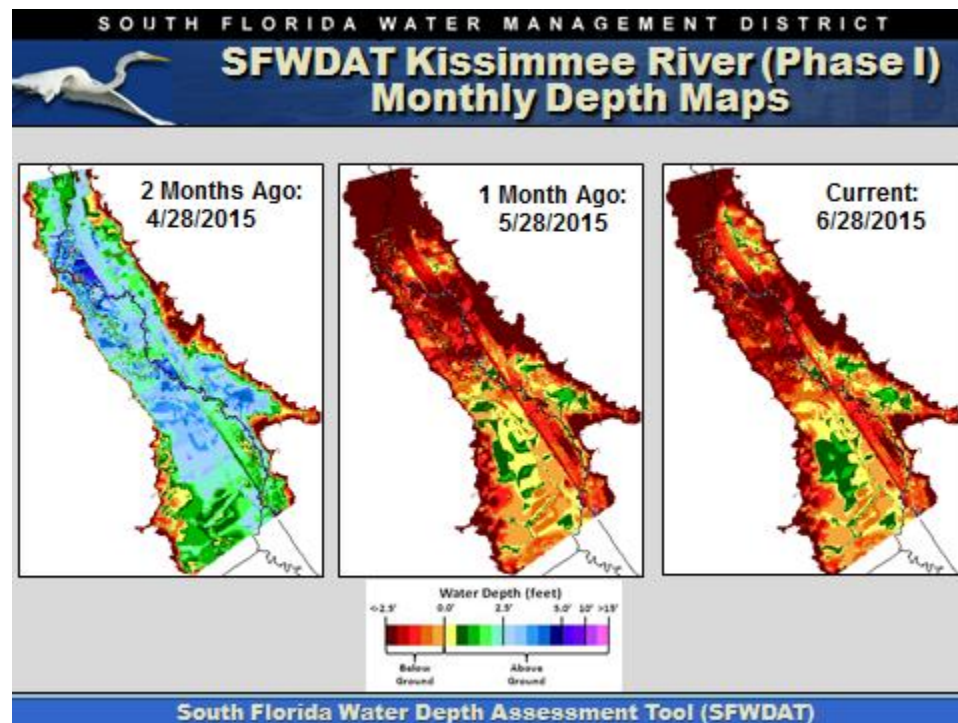 SOUTH FLORIDA WATER MANAGEMENT DISTRICT
SFWDAT Kissimmee River (Phase I)
Monthly Depth Maps
2 Months Ago:
4/28/2015
1 Month Ago:
5/28/2015
Current:
6/28/2015
Water Depth (feet)
<-2.5' 0.0' 2.5' 5.0' 10' >15'
Below
Ground
Above
Ground
South Florida Water Depth Assessment Tool (SFWDAT)